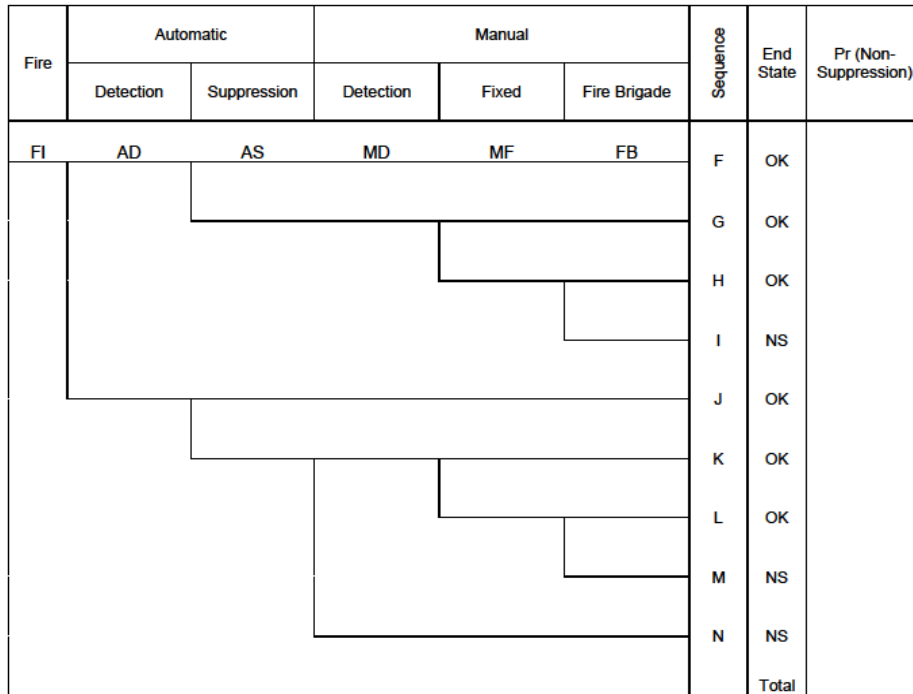 Fire
Automatic
Manual
Sequence
End
State
Pr (Non-
Suppression)
Detection
Suppression
Detection
Fixed
Fire Brigade
FI AD AS MD MF FB F OK
G OK
H OK
I NS
J OK
K OK
L OK
M NS
N NS
Total